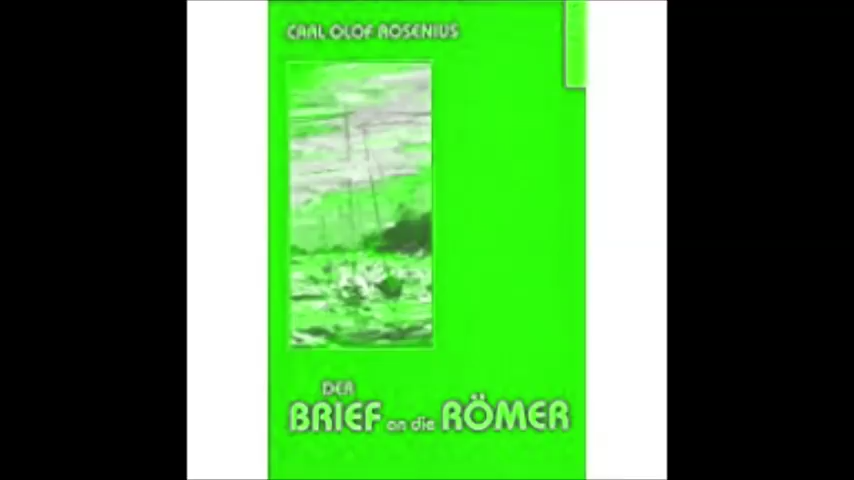 CARL OLOF ROSENIUS
DER
BRIEF an die RÖMER